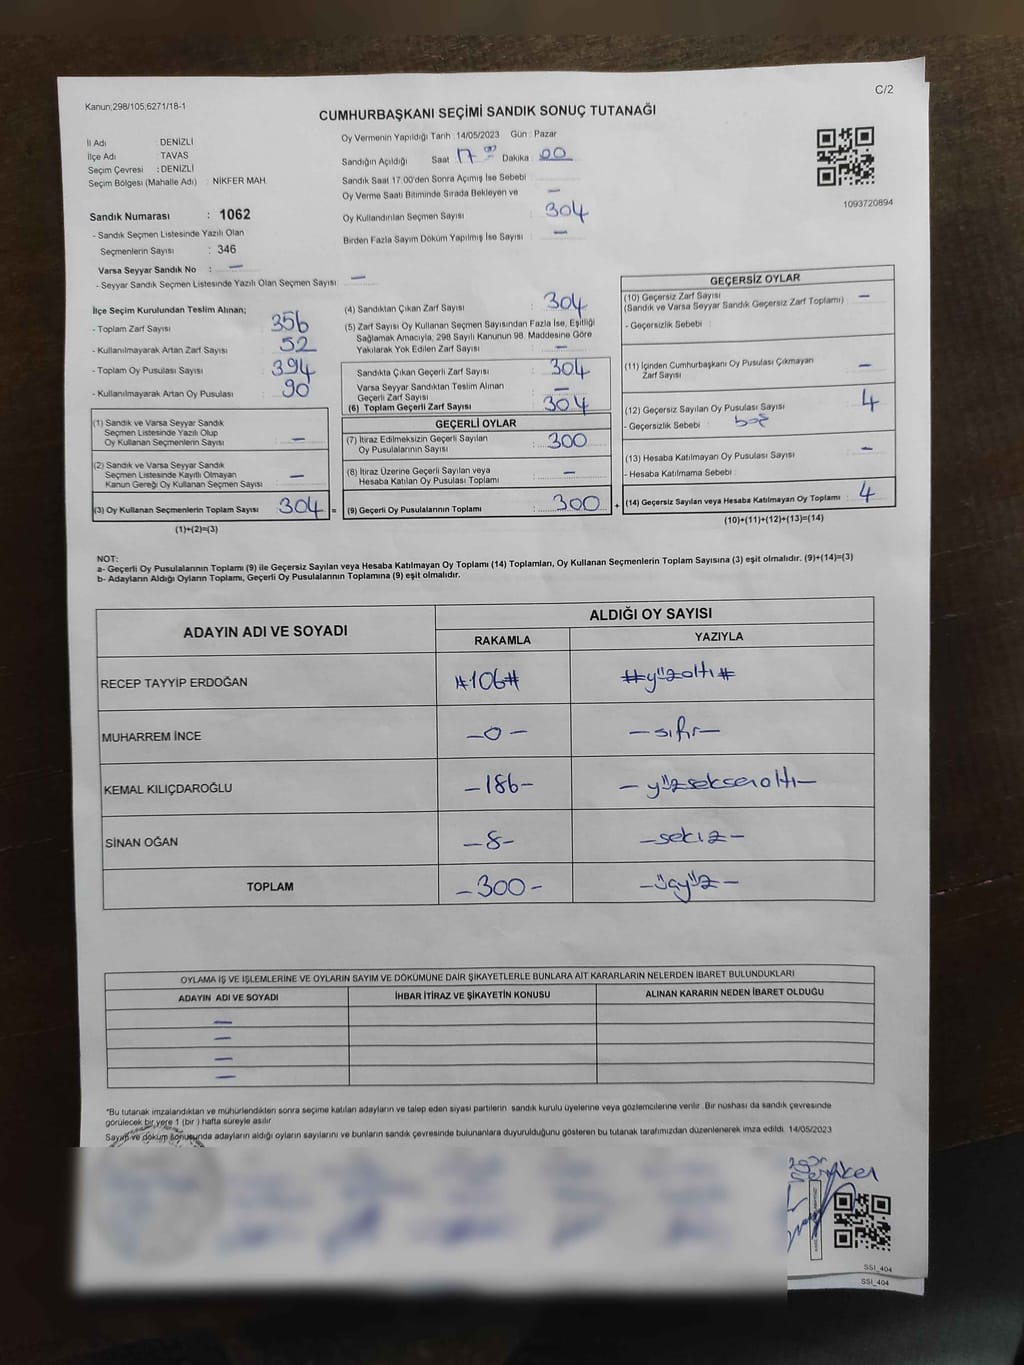 C/2
Kanun,298/105,6271/18-1
CUMHURBAŞKANI SEÇİMİ SANDIK SONUÇ TUTANAĞI
İl Adı DENİZLİ
İlçe Adı TAVAS
Seçim Çevresi : DENİZLİ
Seçim Bölgesi (Mahalle Adı) : NİKFER MAH.
Oy Vermenin Yapıldığı Tarih 14/05/2023 Gün : Pazar
Sandığın Açıldığı Saat 17 00 Dakika 00
Sandık Saat 17.00'den Sonra Açımış İse Sebebi
Oy Verme Saati Bitiminde Sırada Bekleyen ve —
Oy Kullandırılan Seçmen Sayısı 304
Birden Fazla Sayım Döküm Yapılmış İse Sayısı —
1093720894
Sandık Numarası : 1062
- Sandık Seçmen Listesinde Yazılı Olan
Seçmenlerin Sayısı : 346
Varsa Seyyar Sandık No : —
- Seyyar Sandık Seçmen Listesinde Yazılı Olan Seçmen Sayısı : —
İlçe Seçim Kurulundan Teslim Alınan;
- Toplam Zarf Sayısı 356
- Kullanılmayarak Artan Zarf Sayısı 52
- Toplam Oy Pusulası Sayısı 394
- Kullanılmayarak Artan Oy Pusulası 90
(1) Sandık ve Varsa Seyyar Sandık
Seçmen Listesinde Yazılı Olup
Oy Kullanan Seçmenlerin Sayısı —
(2) Sandık ve Varsa Seyyar Sandık
Seçmen Listesinde Kayıtlı Olmayan
Kanun Gereği Oy Kullanan Seçmen Sayısı —
(3) Oy Kullanan Seçmenlerin Toplam Sayısı 304 =
(1)+(2)=(3)
(4) Sandıktan Çıkan Zarf Sayısı 304
(5) Zarf Sayısı Oy Kullanan Seçmen Sayısından Fazla İse, Eşitliği
Sağlamak Amacıyla; 298 Sayılı Kanunun 98. Maddesine Göre
Yakılarak Yok Edilen Zarf Sayısı —
Sandıkta Çıkan Geçerli Zarf Sayısı 304
Varsa Seyyar Sandıktan Teslim Alınan
Geçerli Zarf Sayısı —
(6) Toplam Geçerli Zarf Sayısı 304
GEÇERLİ OYLAR
(7) İtiraz Edilmeksizin Geçerli Sayılan
Oy Pusulalarının Sayısı 300
(8) İtiraz Üzerine Geçerli Sayılan veya
Hesaba Katılan Oy Pusulası Toplamı —
(9) Geçerli Oy Pusulalarının Toplamı 300 +
GEÇERSİZ OYLAR
(10) Geçersiz Zarf Sayısı —
(Sandık ve Varsa Seyyar Sandık Geçersiz Zarf Toplamı)
- Geçersizlik Sebebi :
(11) İçinden Cumhurbaşkanı Oy Pusulası Çıkmayan
Zarf Sayısı —
(12) Geçersiz Sayılan Oy Pusulası Sayısı 4
- Geçersizlik Sebebi : boş
(13) Hesaba Katılmayan Oy Pusulası Sayısı —
- Hesaba Katılmama Sebebi :
(14) Geçersiz Sayılan veya Hesaba Katılmayan Oy Toplamı : 4
(10)+(11)+(12)+(13)=(14)
NOT:
a- Geçerli Oy Pusulalarının Toplamı (9) ile Geçersiz Sayılan veya Hesaba Katılmayan Oy Toplamı (14) Toplamları, Oy Kullanan Seçmenlerin Toplam Sayısına (3) eşit olmalıdır. (9)+(14)=(3)
b- Adayların Aldığı Oyların Toplamı, Geçerli Oy Pusulalarının Toplamına (9) eşit olmalıdır.
ADAYIN ADI VE SOYADI
ALDIĞI OY SAYISI
RAKAMLA YAZIYLA
RECEP TAYYİP ERDOĞAN #106# #yüzaltı#
MUHARREM İNCE —0— —sıfır—
KEMAL KILIÇDAROĞLU —186— —yüzseksenaltı—
SİNAN OĞAN —8— —sekiz—
TOPLAM —300— —üçyüz—
OYLAMA İŞ VE İŞLEMLERİNE VE OYLARIN SAYIM VE DÖKÜMÜNE DAİR ŞİKAYETLERLE BUNLARA AİT KARARLARIN NELERDEN İBARET BULUNDUKLARI
ADAYIN ADI VE SOYADI İHBAR İTİRAZ VE ŞİKAYETİN KONUSU ALINAN KARARIN NEDEN İBARET OLDUĞU
—
—
—
—
"Bu tutanak imzalandıktan ve mühürlendikten sonra seçime katılan adayların ve talep eden siyasi partilerin sandık kurulu üyelerine veya gözlemcilerine verilir. Bir nüshası da sandık çevresinde
görülecek bir yere 1 (bir ) hafta süreyle asılır.
Sayım ve döküm sonusunda adayların aldığı oyların sayılarını ve bunların sandık çevresinde bulunanlara duyurulduğunu gösteren bu tutanak tarafımızdan düzenlenerek imza edildi. 14/05/2023
SSI_404
SSI_404